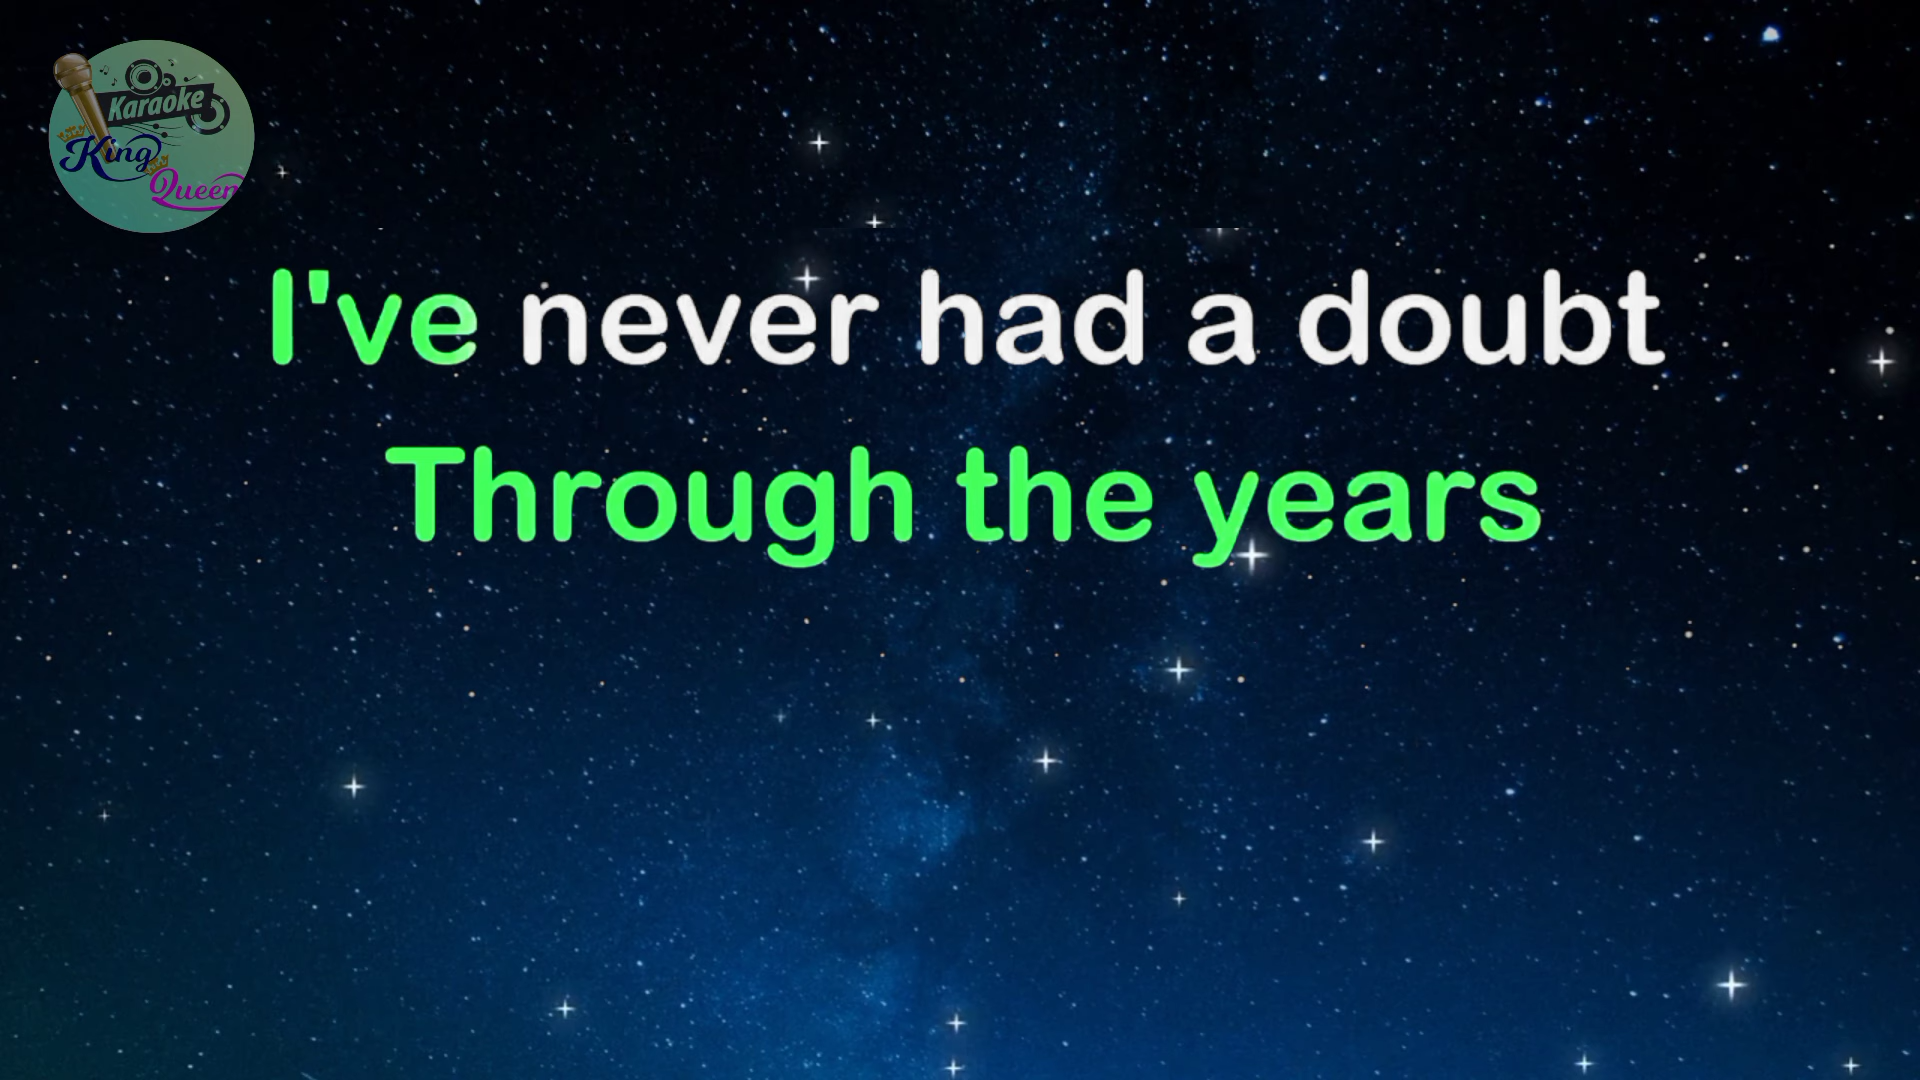 Karaoke
King
Queen
I've never had a doubt
Through the years